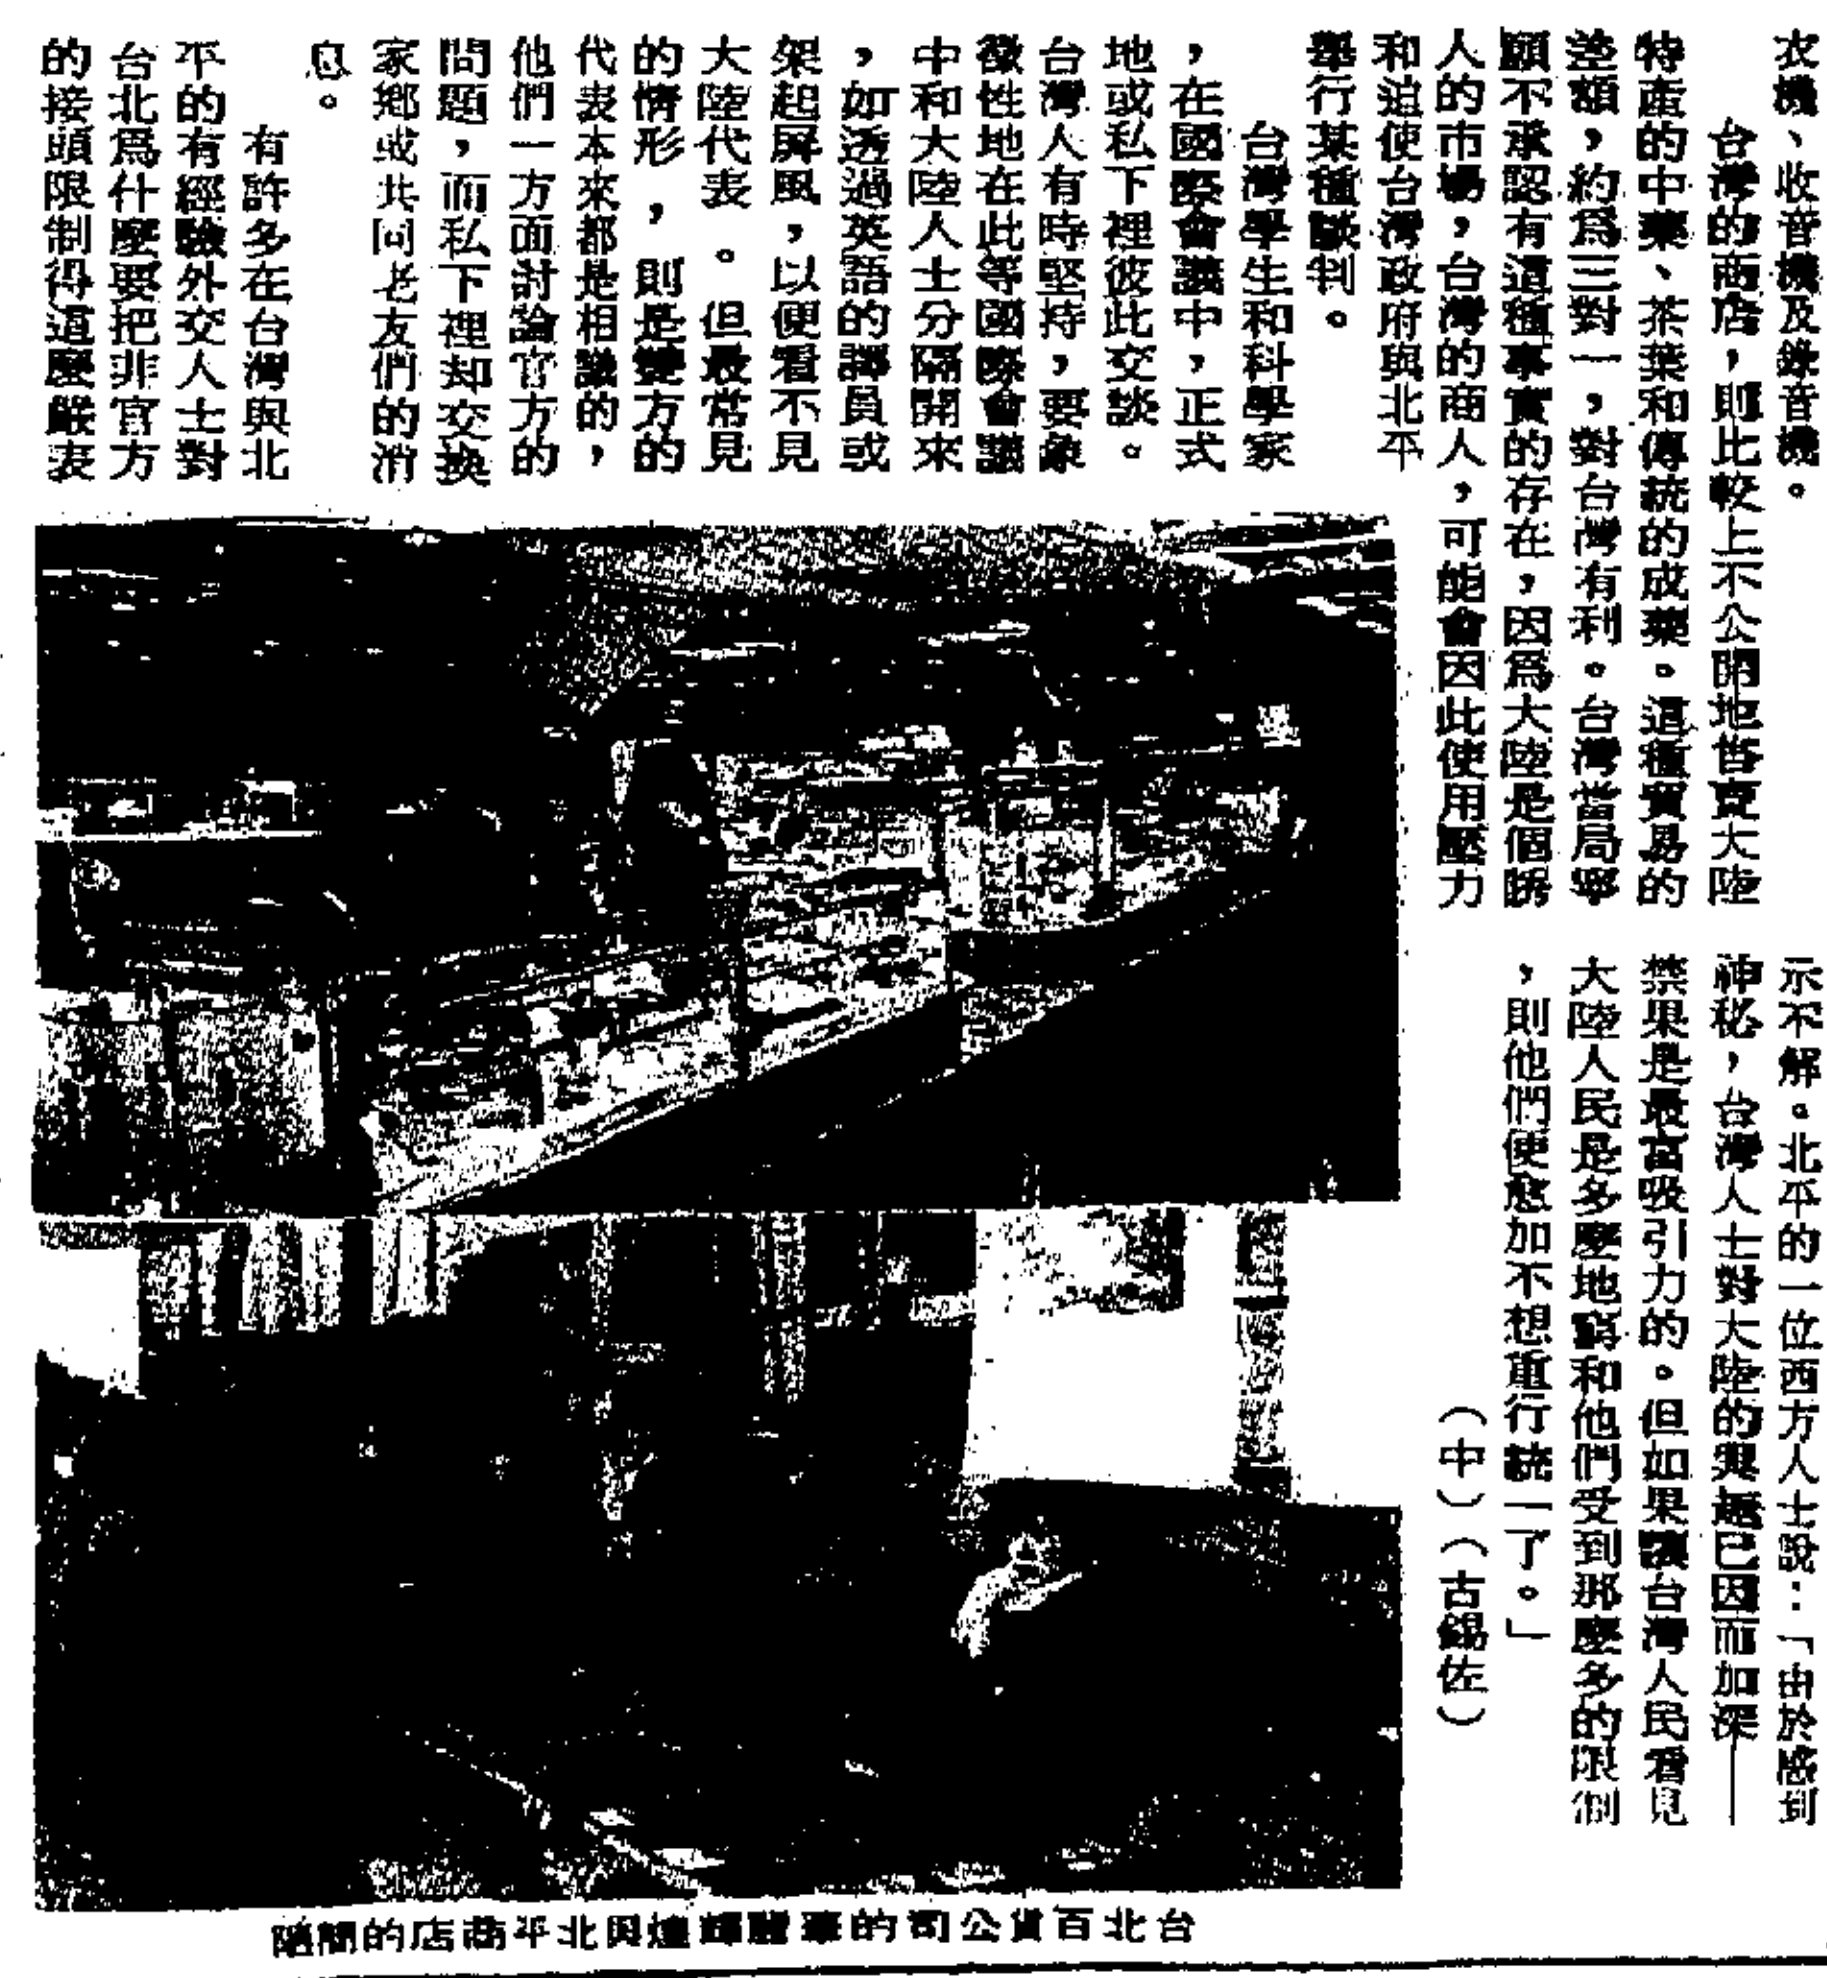 衣機、收音機及錄音機。
台灣的商店，則比較上不公開地售賣大陸
特產的中藥、茶葉和傳統的成藥。這種貿易的
差額，約爲三對一，對台灣有利。台灣當局寧
願不承認有這種事實的存在，因爲大陸是個誘
人的市場，台灣的商人，可能會因此使用壓力
和迫使台灣政府與北平
舉行某種談判。
台灣學生和科學家
，在國際會議中，正式
地或私下裡彼此交談。
台灣人有時堅持，要象
徵性地在此等國際會議
中和大陸人士分隔開來
，如透過英語的譯員或
架起屏風，以便看不見
大陸代表。但最常見
的情形，則是雙方的
代表本來都是相識的，
他們一方面討論官方的
問題，而私下裡却交換
家鄉或共同老友們的消
息。
有許多在台灣與北
平的有經驗外交人士對
台北爲什麼要把非官方
的接頭限制得這麼嚴表
示不解。北平的一位西方人士說：「由於感到
神秘，台灣人士對大陸的興趣已因而加深——
禁果是最富吸引力的。但如果讓台灣人民看見
大陸人民是多麼地窮和他們受到那麼多的限制
，則他們便愈加不想重行統一了。」
（中）（古錫佐）
台北百貨公司的華麗輝煌與北平商店的簡陋